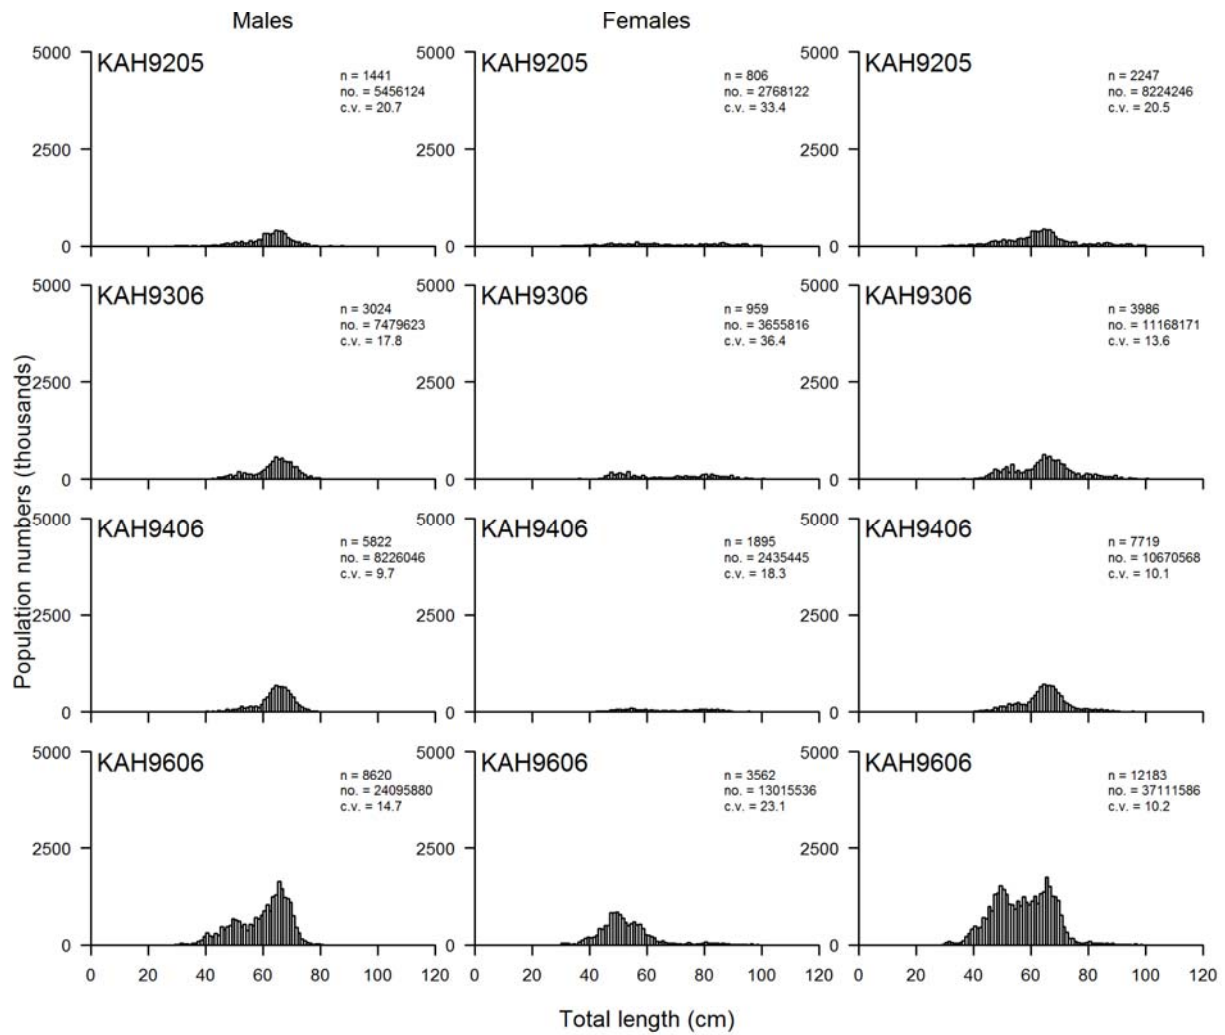 Males Females
KAH9205 KAH9205 KAH9205
n = 1441 n = 806 n = 2247
no. = 5456124 no. = 2768122 no. = 8224246
c.v. = 20.7 c.v. = 33.4 c.v. = 20.5
5000 5000 5000
2500 2500 2500
0 0 0
KAH9306 KAH9306 KAH9306
n = 3024 n = 959 n = 3986
no. = 7479623 no. = 3655816 no. = 11168171
c.v. = 17.8 c.v. = 36.4 c.v. = 13.6
5000 5000 5000
2500 2500 2500
0 0 0
Population numbers (thousands)
KAH9406 KAH9406 KAH9406
n = 5822 n = 1895 n = 7719
no. = 8226046 no. = 2435445 no. = 10670568
c.v. = 9.7 c.v. = 18.3 c.v. = 10.1
5000 5000 5000
2500 2500 2500
0 0 0
KAH9606 KAH9606 KAH9606
n = 8620 n = 3562 n = 12183
no. = 24095880 no. = 13015536 no. = 37111586
c.v. = 14.7 c.v. = 23.1 c.v. = 10.2
5000 5000 5000
2500 2500 2500
0 0 0
0 20 40 60 80 100 120 0 20 40 60 80 100 120 0 20 40 60 80 100 120
Total length (cm)